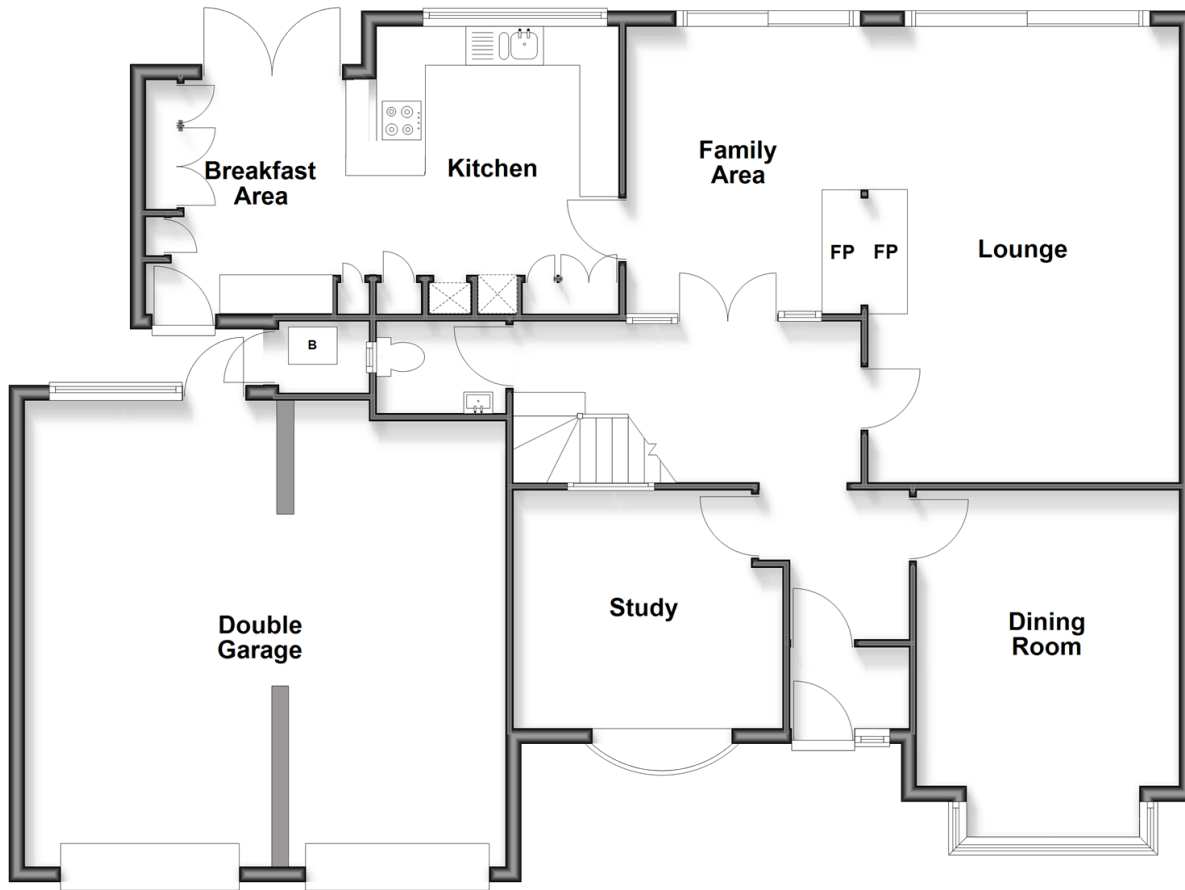 Breakfast
Area
Kitchen
Family
Area
FP
FP
Lounge
B
Double
Garage
Study
Dining
Room